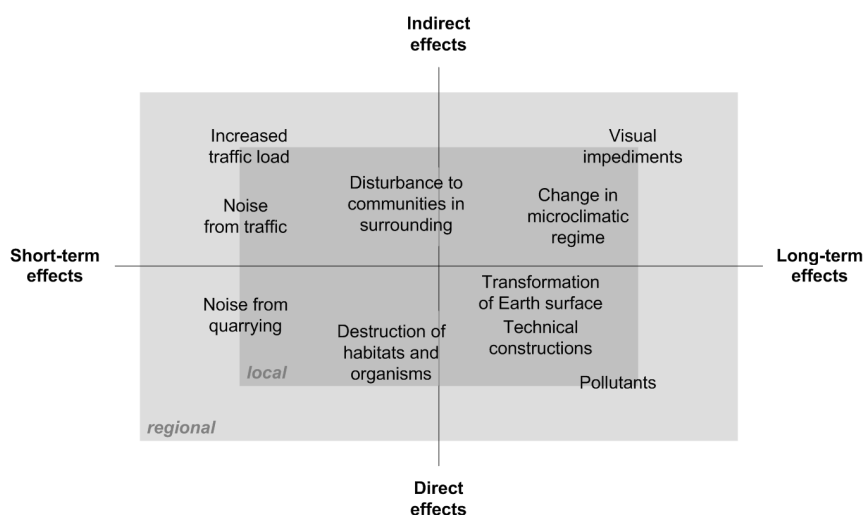 Indirect
effects
Increased
traffic load
Visual
impediments
Disturbance to
communities in
surrounding
Noise
from traffic
Change in
microclimatic
regime
Short-term
effects
Long-term
effects
Transformation
of Earth surface
Noise from
quarrying
Technical
constructions
Destruction of
habitats and
organisms
local
Pollutants
regional
Direct
effects